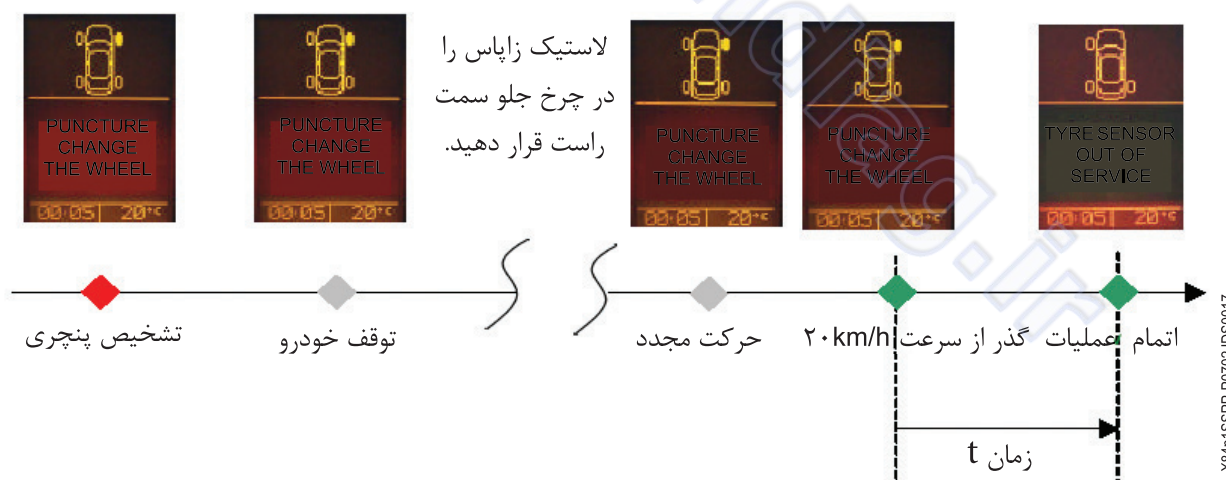 PUNCTURE
CHANGE
THE WHEEL
00:05 20°C
PUNCTURE
CHANGE
THE WHEEL
00:05 20°C
لاستیک زاپاس را
در چرخ جلو سمت
راست قرار دهید.
PUNCTURE
CHANGE
THE WHEEL
00:05 20°C
PUNCTURE
CHANGE
THE WHEEL
00:05 20°C
TYRE SENSOR
OUT OF
SERVICE
00:05 20°C
تشخیص پنچری
توقف خودرو
حرکت مجدد
گذر از سرعت ۲۰km/h
اتمام عملیات
زمان t